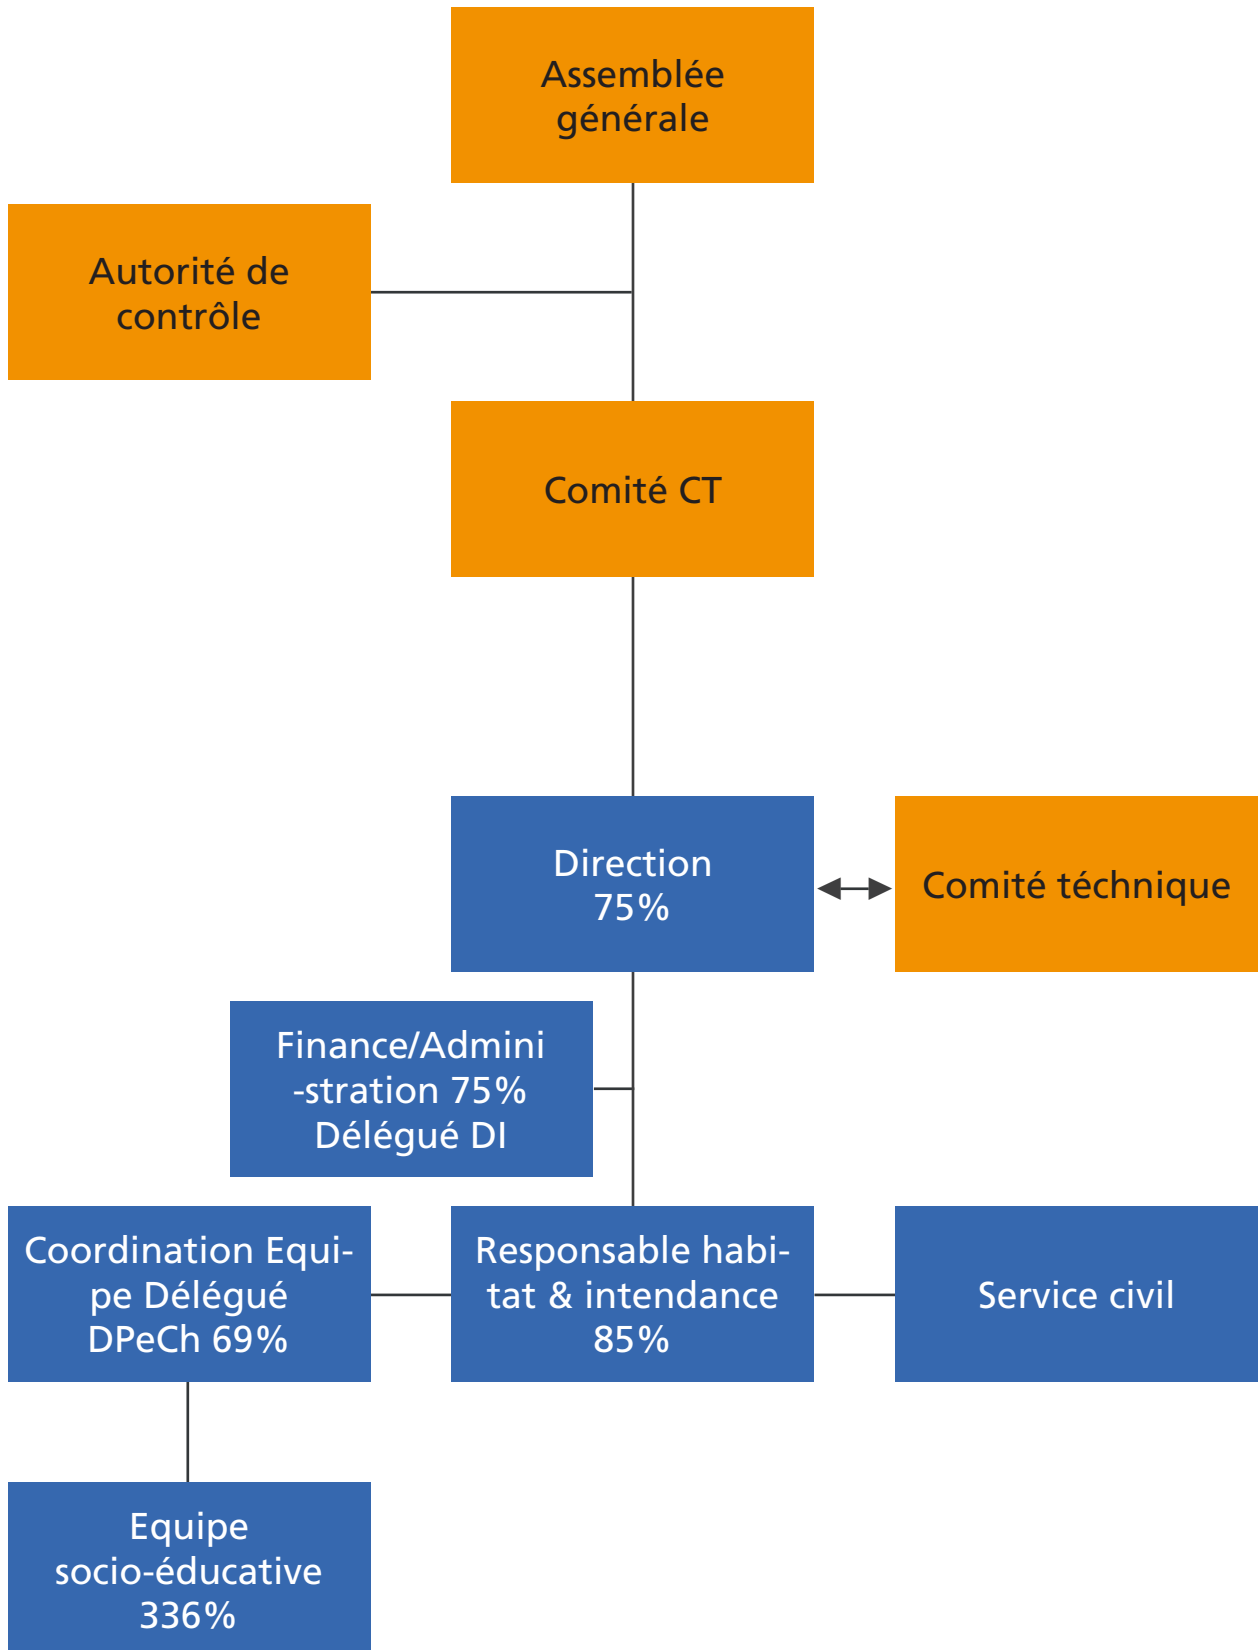 Assemblée
générale
Autorité de
contrôle
Comité CT
Direction
75%
Comité téchnique
Finance/Admini
-stration 75%
Délégué DI
Coordination Equi-
pe Délégué
DPeCh 69%
Responsable habi-
tat & intendance
85%
Service civil
Equipe
socio-éducative
336%